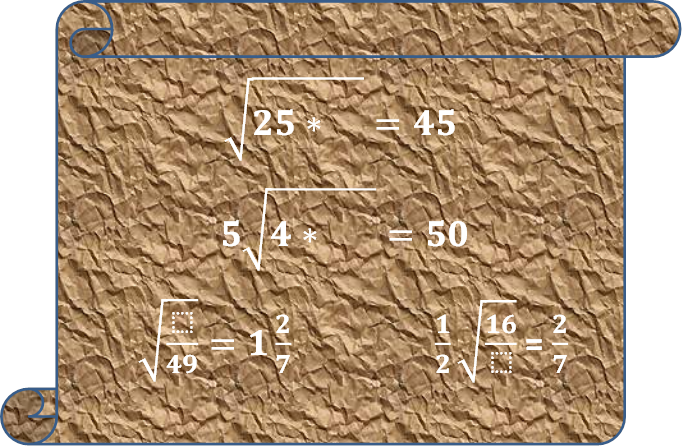 √(25 * ) = 45
5√(4 * ) = 50
√(⬚/49) = 1 2/7    1/2 √(16/⬚) = 2/7